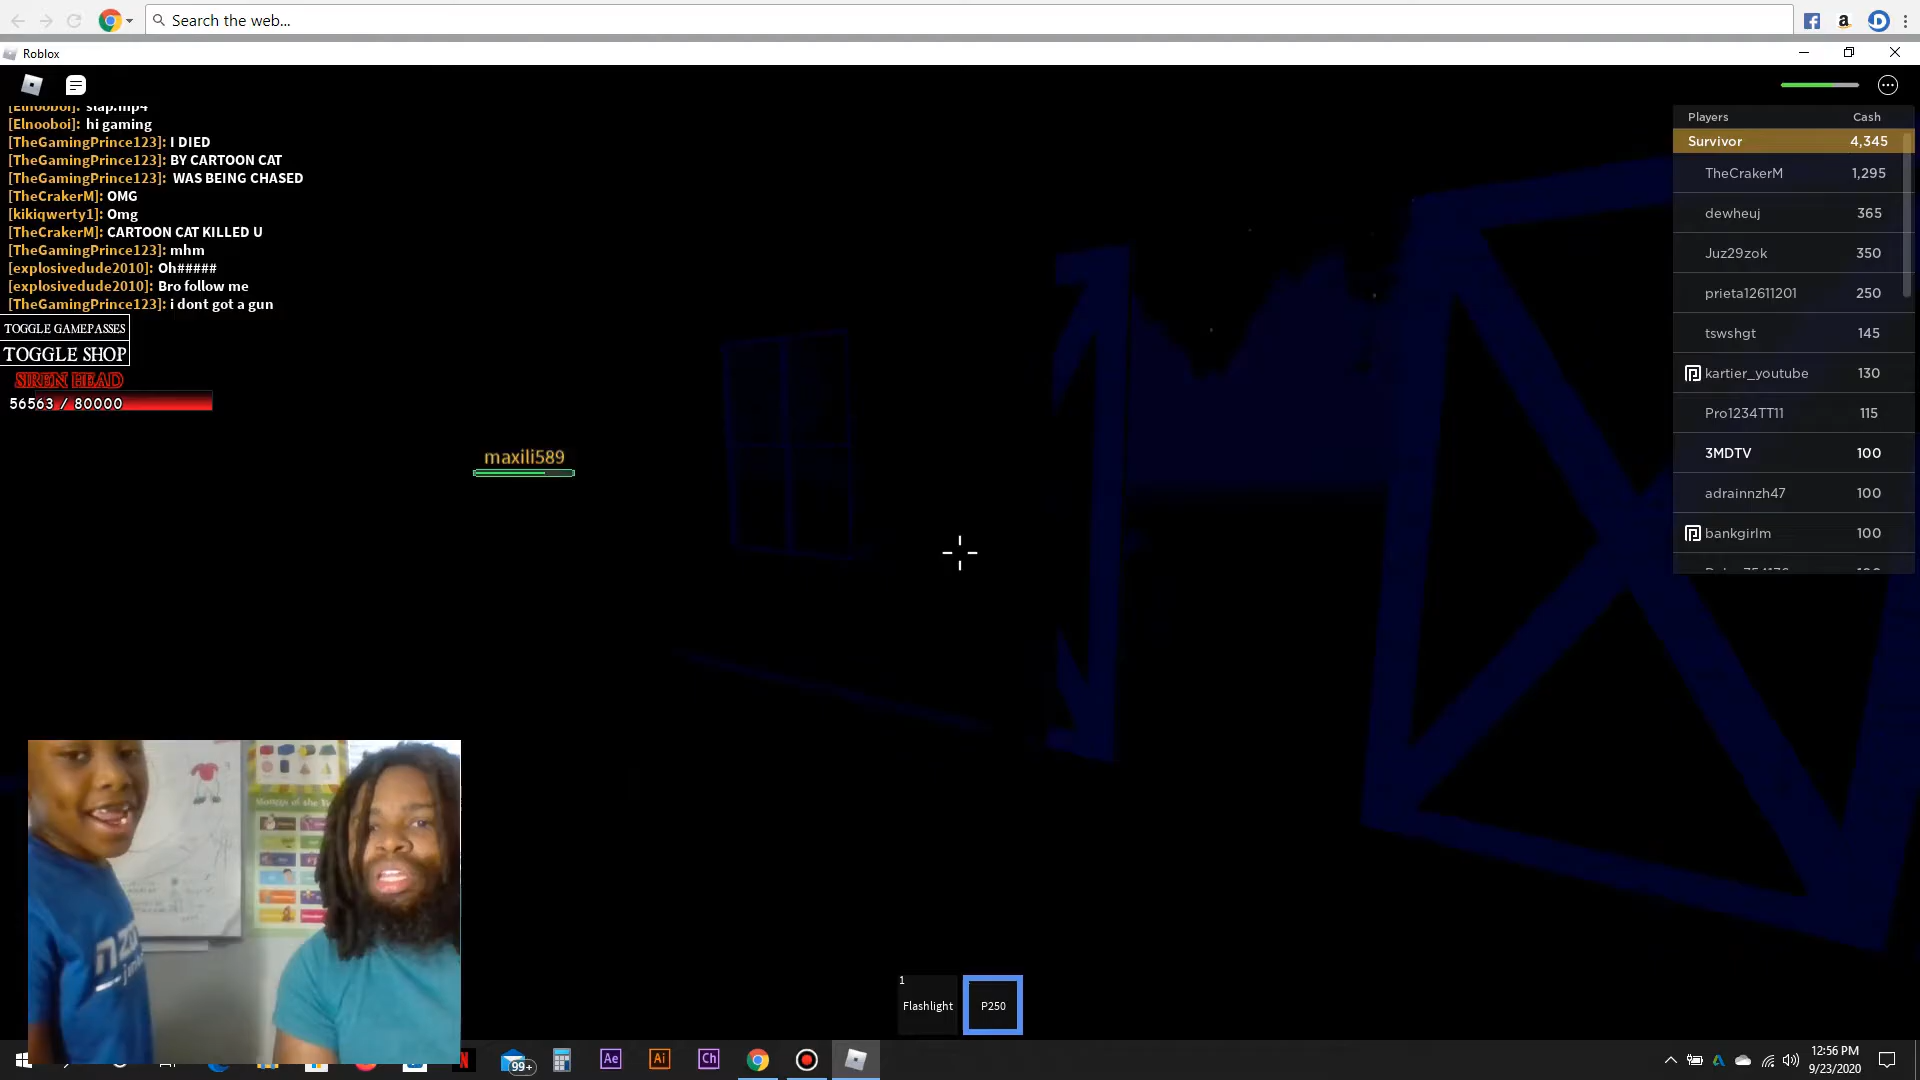 Search the web...
Roblox
[Elnooboi]: slap.mp4
[Elnooboi]: hi gaming
[TheGamingPrince123]: I DIED
[TheGamingPrince123]: BY CARTOON CAT
[TheGamingPrince123]: WAS BEING CHASED
[TheCrakerM]: OMG
[kikiqwerty1]: Omg
[TheCrakerM]: CARTOON CAT KILLED U
[TheGamingPrince123]: mhm
[explosivedude2010]: Oh#####
[explosivedude2010]: Bro follow me
[TheGamingPrince123]: i dont got a gun
TOGGLE GAMEPASSES
TOGGLE SHOP
SIREN HEAD
56563 / 80000
maxili589
Players Cash
Survivor 4,345
TheCrakerM 1,295
dewheuj 365
Juz29zok 350
prieta12611201 250
tswshgt 145
kartier_youtube 130
Pro1234TT11 115
3MDTV 100
adrainnzh47 100
bankgirlm 100
1
Flashlight
P250
99+
Ae
Ai
Ch
12:56 PM
9/23/2020